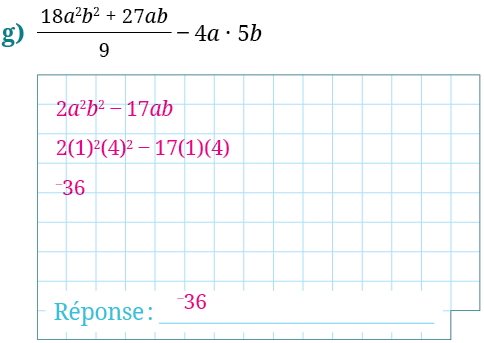 g) (18a²b² + 27ab)/9 − 4a · 5b
2a²b² − 17ab
2(1)²(4)² − 17(1)(4)
⁻36
Réponse : ⁻36